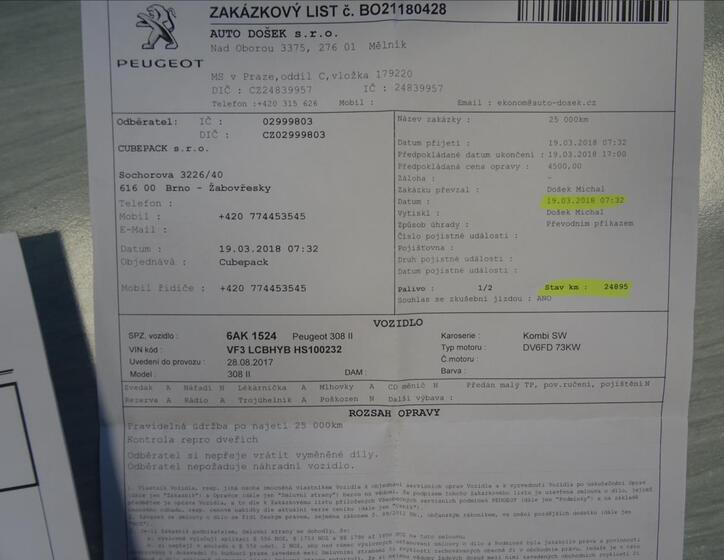 ZAKÁZKOVÝ LIST č. BO21180428
PEUGEOT
AUTO DOŠEK s.r.o.
Nad Oborou 3375, 276 01 Mělník
MS v Praze,oddíl C,vložka 179220
DIČ : CZ24839957 IČ : 24839957
Telefon :+420 315 626 Mobil : Email : ekonom@auto-dosek.cz
Odběratel: IČ : 02999803
DIČ : CZ02999803
CUBEPACK s.r.o.
Sochorova 3226/40
616 00 Brno - Žabovřesky
Telefon :
Mobil : +420 774453545
E-Mail :
Datum : 19.03.2018 07:32
Objednává : Cubepack
Mobil řidiče : +420 774453545
Název zakázky : 25 000km
Datum přijetí : 19.03.2018 07:32
Předpokládané datum ukončení : 19.03.2018 17:00
Předpokládaná cena opravy : 4500,00
Záloha : -
Zakázku převzal : Došek Michal
Datum : 19.03.2018 07:32
Vytiskl : Došek Michal
Způsob úhrady : Převodním příkazem
Číslo pojistné události :
Pojišťovna :
Druh pojistné události :
Datum pojistné události :
Palivo : 1/2 Stav km : 24895
Souhlas se zkušební jízdou : ANO
VOZIDLO
SPZ. vozidlo : 6AK 1524 Peugeot 308 II
VIN kód : VF3 LCBHYB HS100232
Uvedení do provozu : 28.08.2017
Model : 308 II DAM :
Karoserie : Kombi SW
Typ motoru : DV6FD 73KW
Č.motoru :
Barva :
Zvedák A Nářadí N Lékárnička A Mlhovky A CD měnič N Předán malý TP, pov.ručení, pojištění N
Rezerva A Rádio A Trojúhelník A Poškozen N Další výbava :
ROZSAH OPRAVY
Pravidelná údržba po najetí 25 000km
Kontrola repro dveřích
Odběratel si nepřeje vrátit vyměněné díly.
Odběratel nepožaduje náhradní vozidlo.